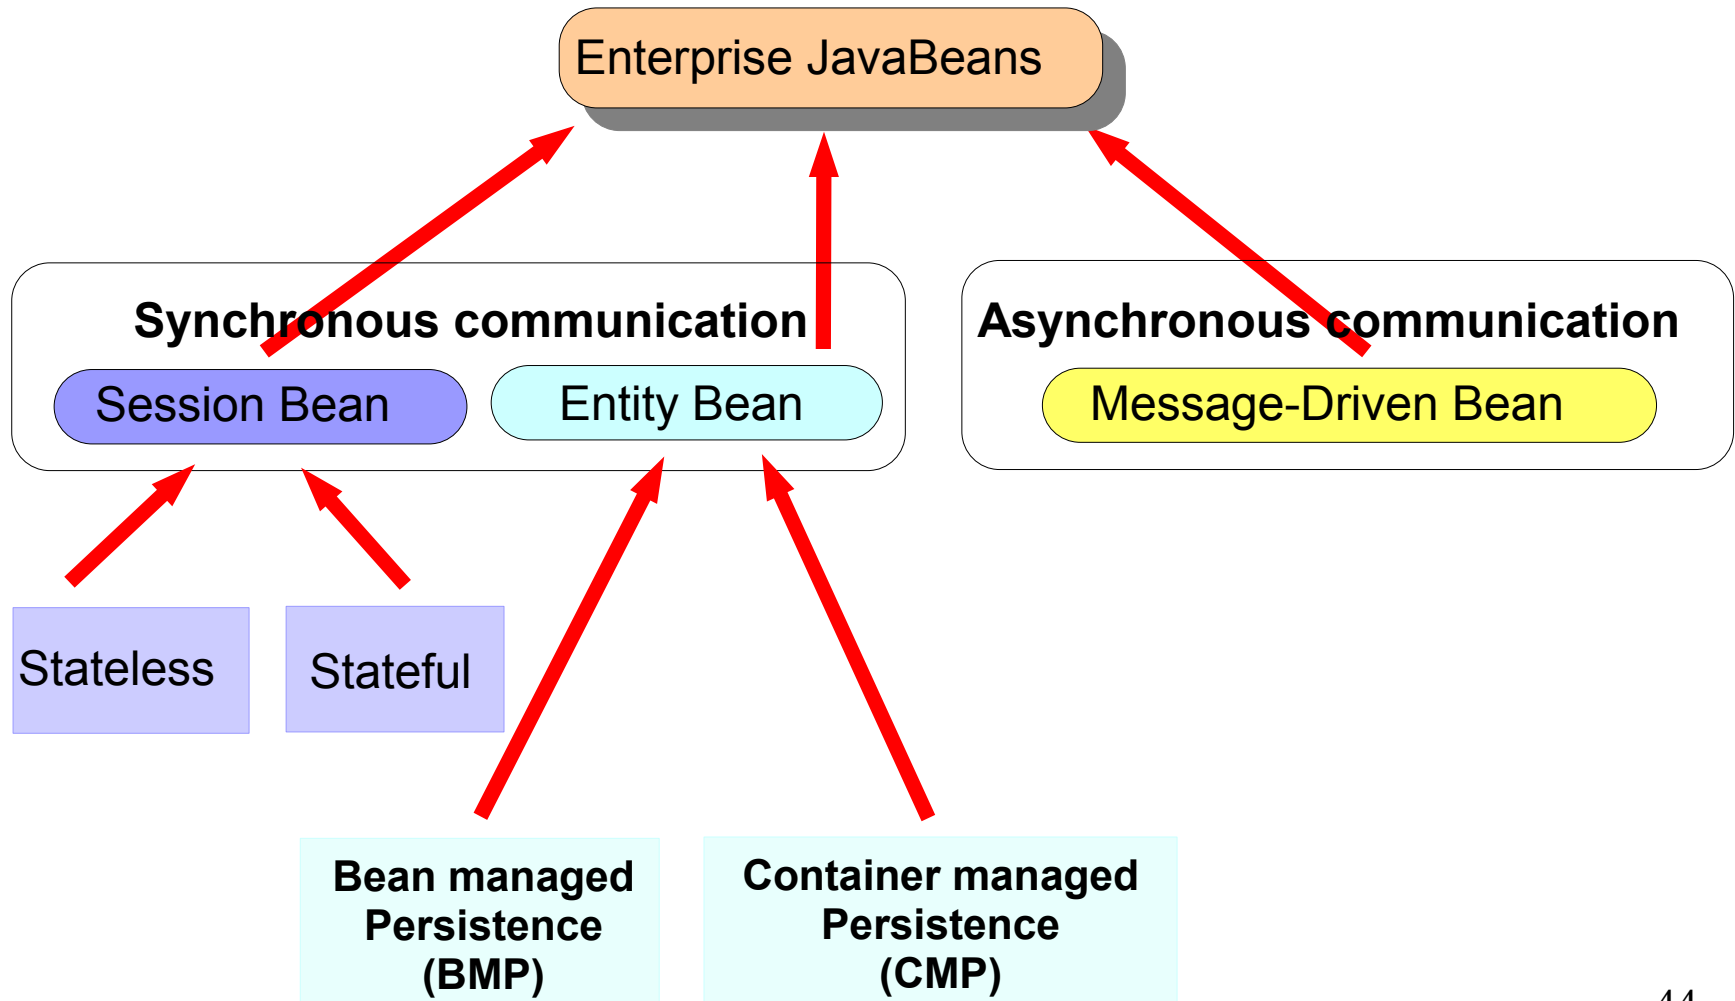 Enterprise JavaBeans
Synchronous communication
Asynchronous communication
Session Bean
Entity Bean
Message-Driven Bean
Stateless
Stateful
Bean managed
Persistence
(BMP)
Container managed
Persistence
(CMP)
44